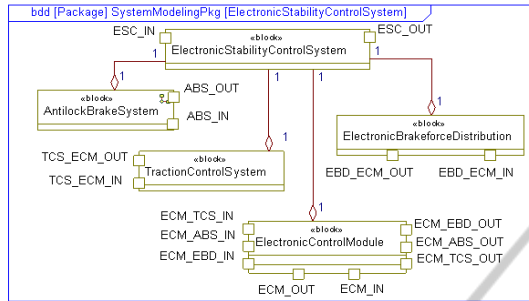 bdd [Package] SystemModelingPkg [ElectronicStabilityControlSystem]
ESC_IN
ESC_OUT
«block»
ElectronicStabilityControlSystem
1
1
1
1
1
ABS_OUT
«block»
AntilockBrakeSystem
ABS_IN
1
«block»
ElectronicBrakeforceDistribution
1
TCS_ECM_OUT
«block»
TCS_ECM_IN
TractionControlSystem
EBD_ECM_OUT
EBD_ECM_IN
1
ECM_TCS_IN
ECM_ABS_IN
ECM_EBD_IN
«block»
ElectronicControlModule
ECM_EBD_OUT
ECM_ABS_OUT
ECM_TCS_OUT
ECM_OUT
ECM_IN